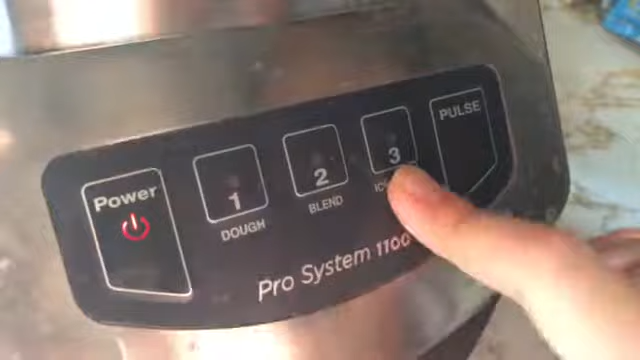 Power
1
DOUGH
2
BLEND
3
PULSE
Pro System 1100